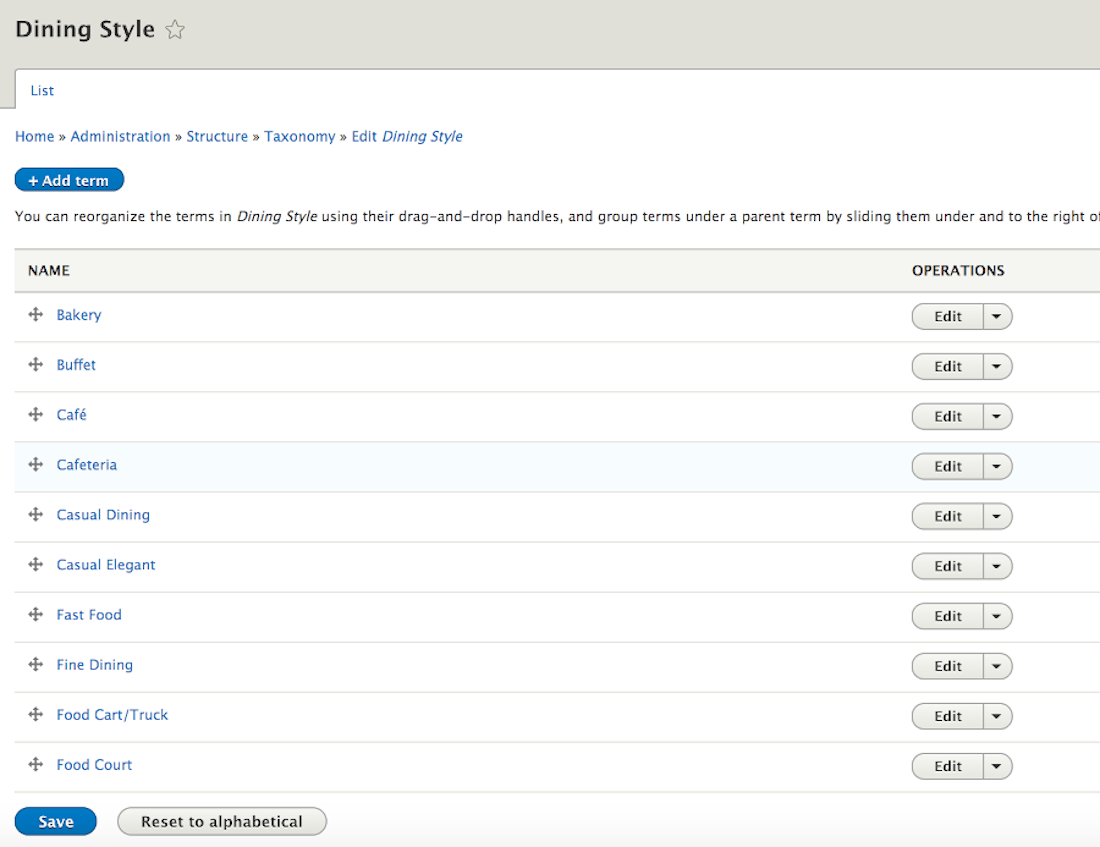 Dining Style
List
Home » Administration » Structure » Taxonomy » Edit Dining Style
+ Add term
You can reorganize the terms in Dining Style using their drag-and-drop handles, and group terms under a parent term by sliding them under and to the right of
NAME OPERATIONS
Bakery Edit
Buffet Edit
Café Edit
Cafeteria Edit
Casual Dining Edit
Casual Elegant Edit
Fast Food Edit
Fine Dining Edit
Food Cart/Truck Edit
Food Court Edit
Save Reset to alphabetical